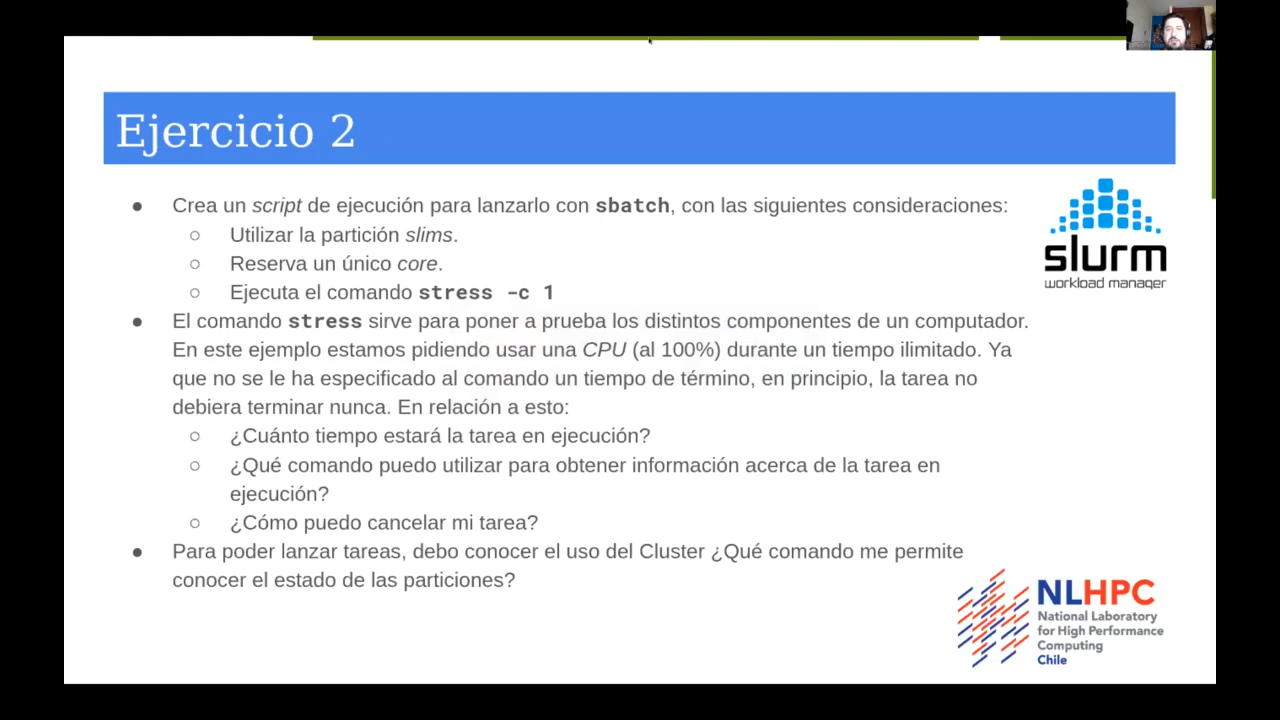 Ejercicio 2
● Crea un script de ejecución para lanzarlo con sbatch, con las siguientes consideraciones:
○ Utilizar la partición slims.
○ Reserva un único core.
○ Ejecuta el comando stress -c 1
● El comando stress sirve para poner a prueba los distintos componentes de un computador.
En este ejemplo estamos pidiendo usar una CPU (al 100%) durante un tiempo ilimitado. Ya
que no se le ha especificado al comando un tiempo de término, en principio, la tarea no
debiera terminar nunca. En relación a esto:
○ ¿Cuánto tiempo estará la tarea en ejecución?
○ ¿Qué comando puedo utilizar para obtener información acerca de la tarea en
ejecución?
○ ¿Cómo puedo cancelar mi tarea?
● Para poder lanzar tareas, debo conocer el uso del Cluster ¿Qué comando me permite
conocer el estado de las particiones?
slurm
workload manager
NLHPC
National Laboratory
for High Performance
Computing
Chile